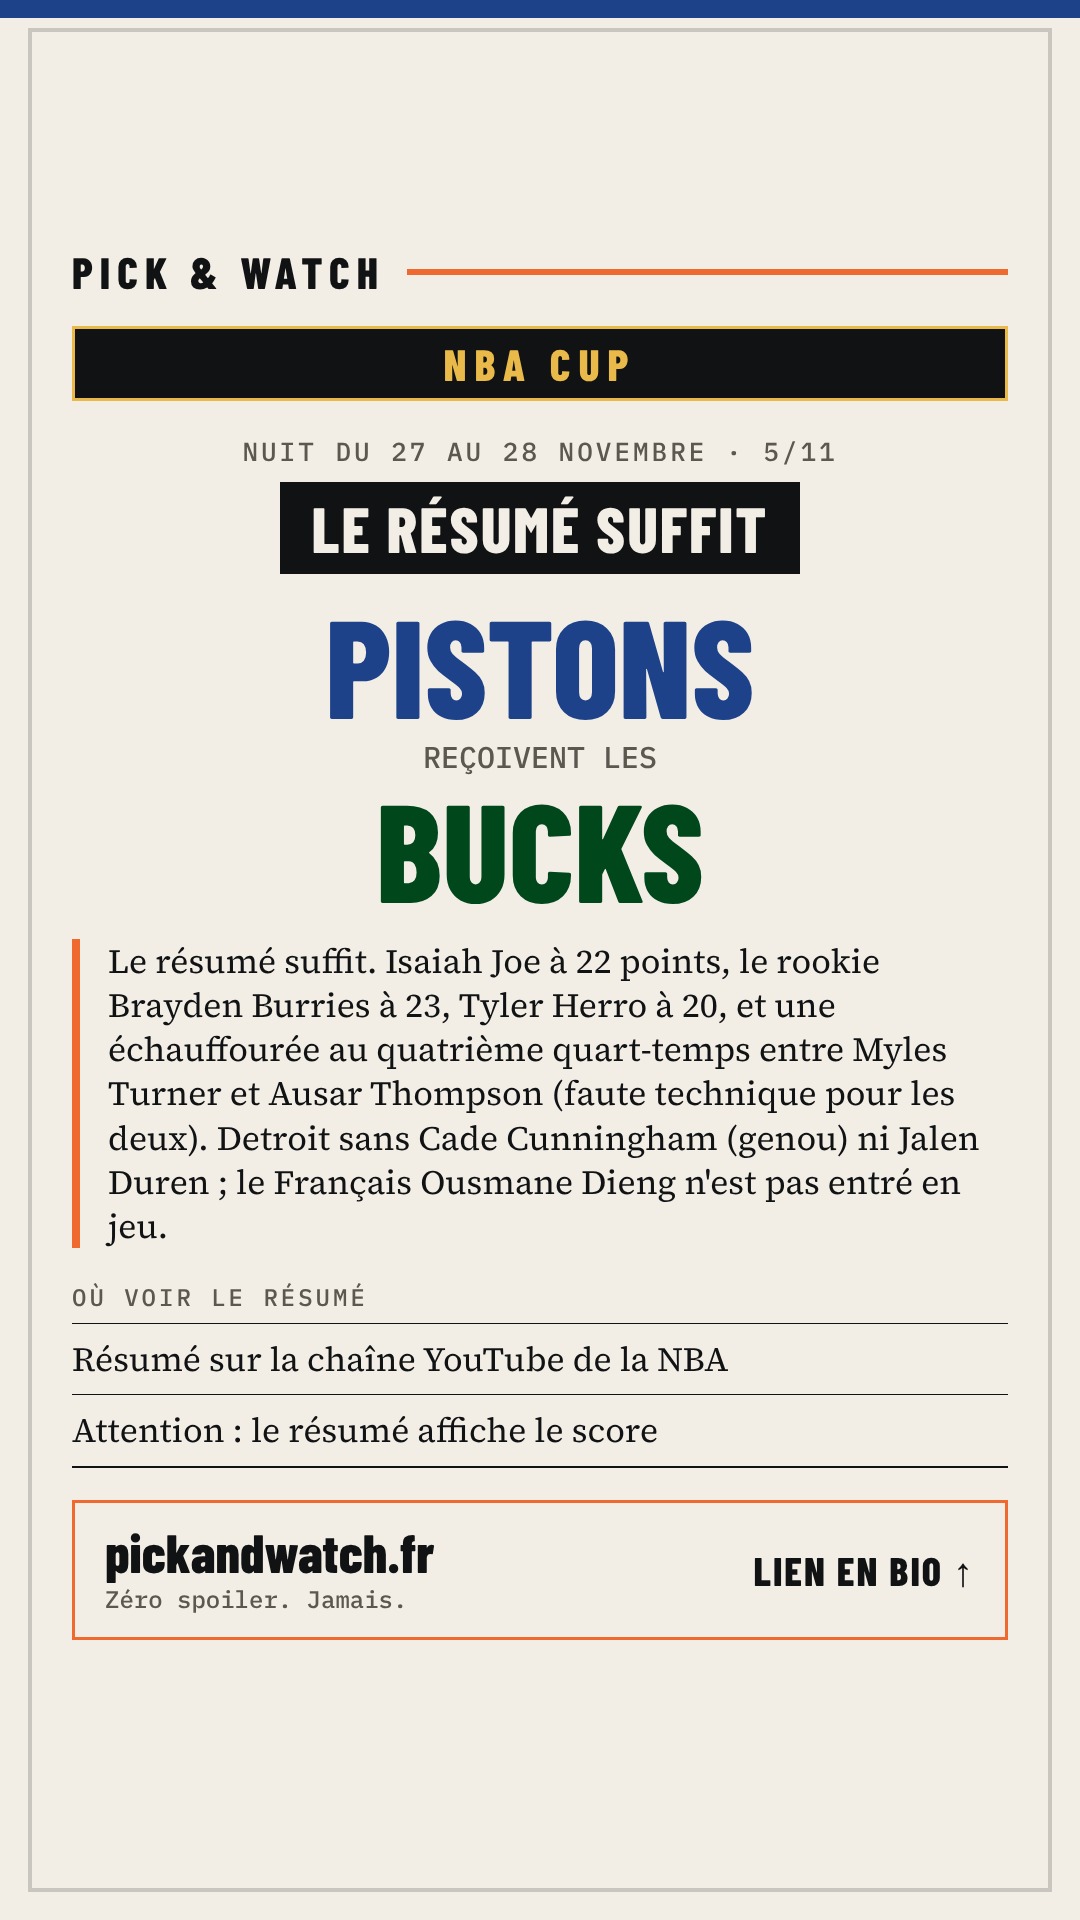 PICK & WATCH
NBA CUP
NUIT DU 27 AU 28 NOVEMBRE · 5/11
LE RÉSUMÉ SUFFIT
PISTONS
REÇOIVENT LES
BUCKS
Le résumé suffit. Isaiah Joe à 22 points, le rookie
Brayden Burries à 23, Tyler Herro à 20, et une
échauffourée au quatrième quart-temps entre Myles
Turner et Ausar Thompson (faute technique pour les
deux). Detroit sans Cade Cunningham (genou) ni Jalen
Duren ; le Français Ousmane Dieng n'est pas entré en
jeu.
OÙ VOIR LE RÉSUMÉ
Résumé sur la chaîne YouTube de la NBA
Attention : le résumé affiche le score
pickandwatch.fr
Zéro spoiler. Jamais.
LIEN EN BIO ↑